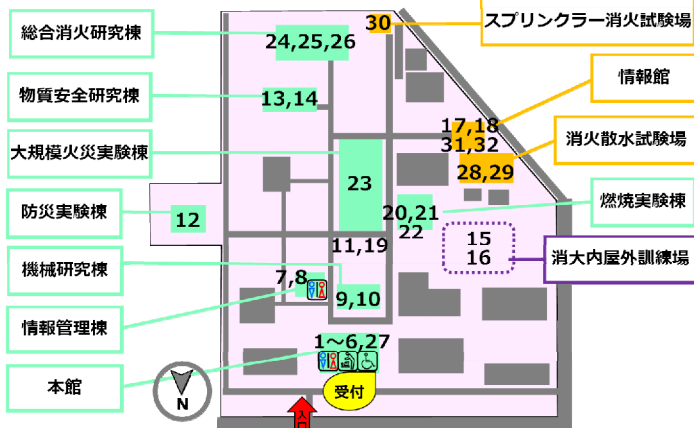 総合消火研究棟
物質安全研究棟
大規模火災実験棟
防災実験棟
機械研究棟
情報管理棟
本館
スプリンクラー消火試験場
情報館
消火散水試験場
燃焼実験棟
消大内屋外訓練場
30
24,25,26
13,14
17,18
31,32
28,29
23
12
20,21
22
11,19
15
16
7,8
9,10
1～6,27
受付
入口
N